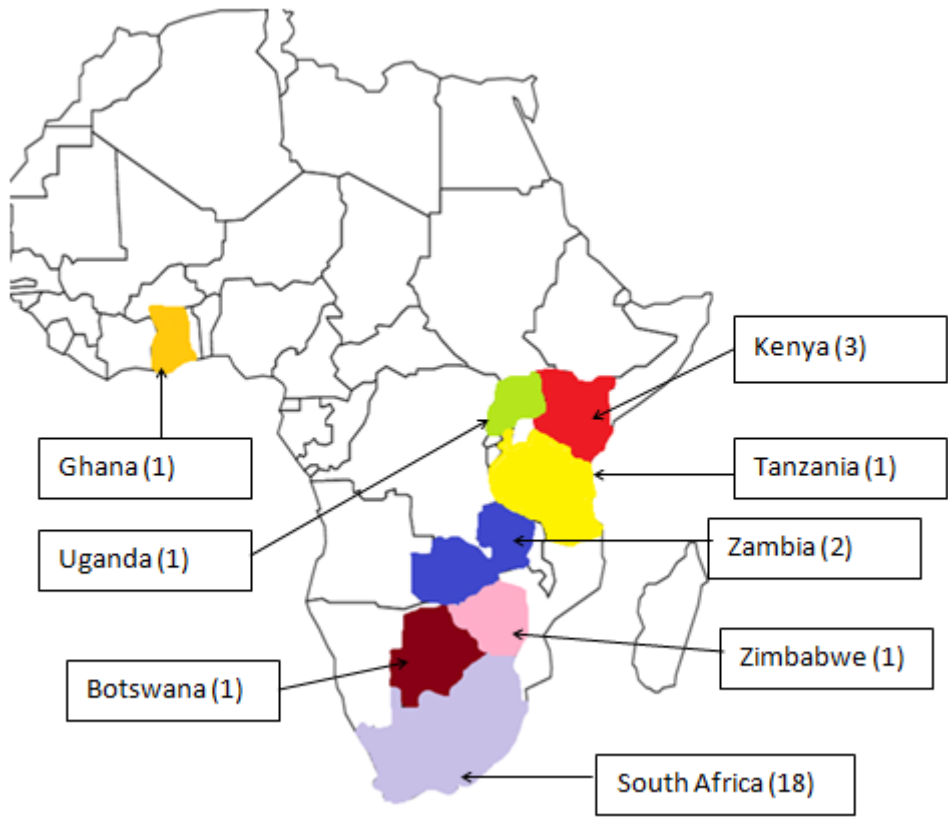 Kenya (3)
Ghana (1)
Tanzania (1)
Uganda (1)
Zambia (2)
Zimbabwe (1)
Botswana (1)
South Africa (18)